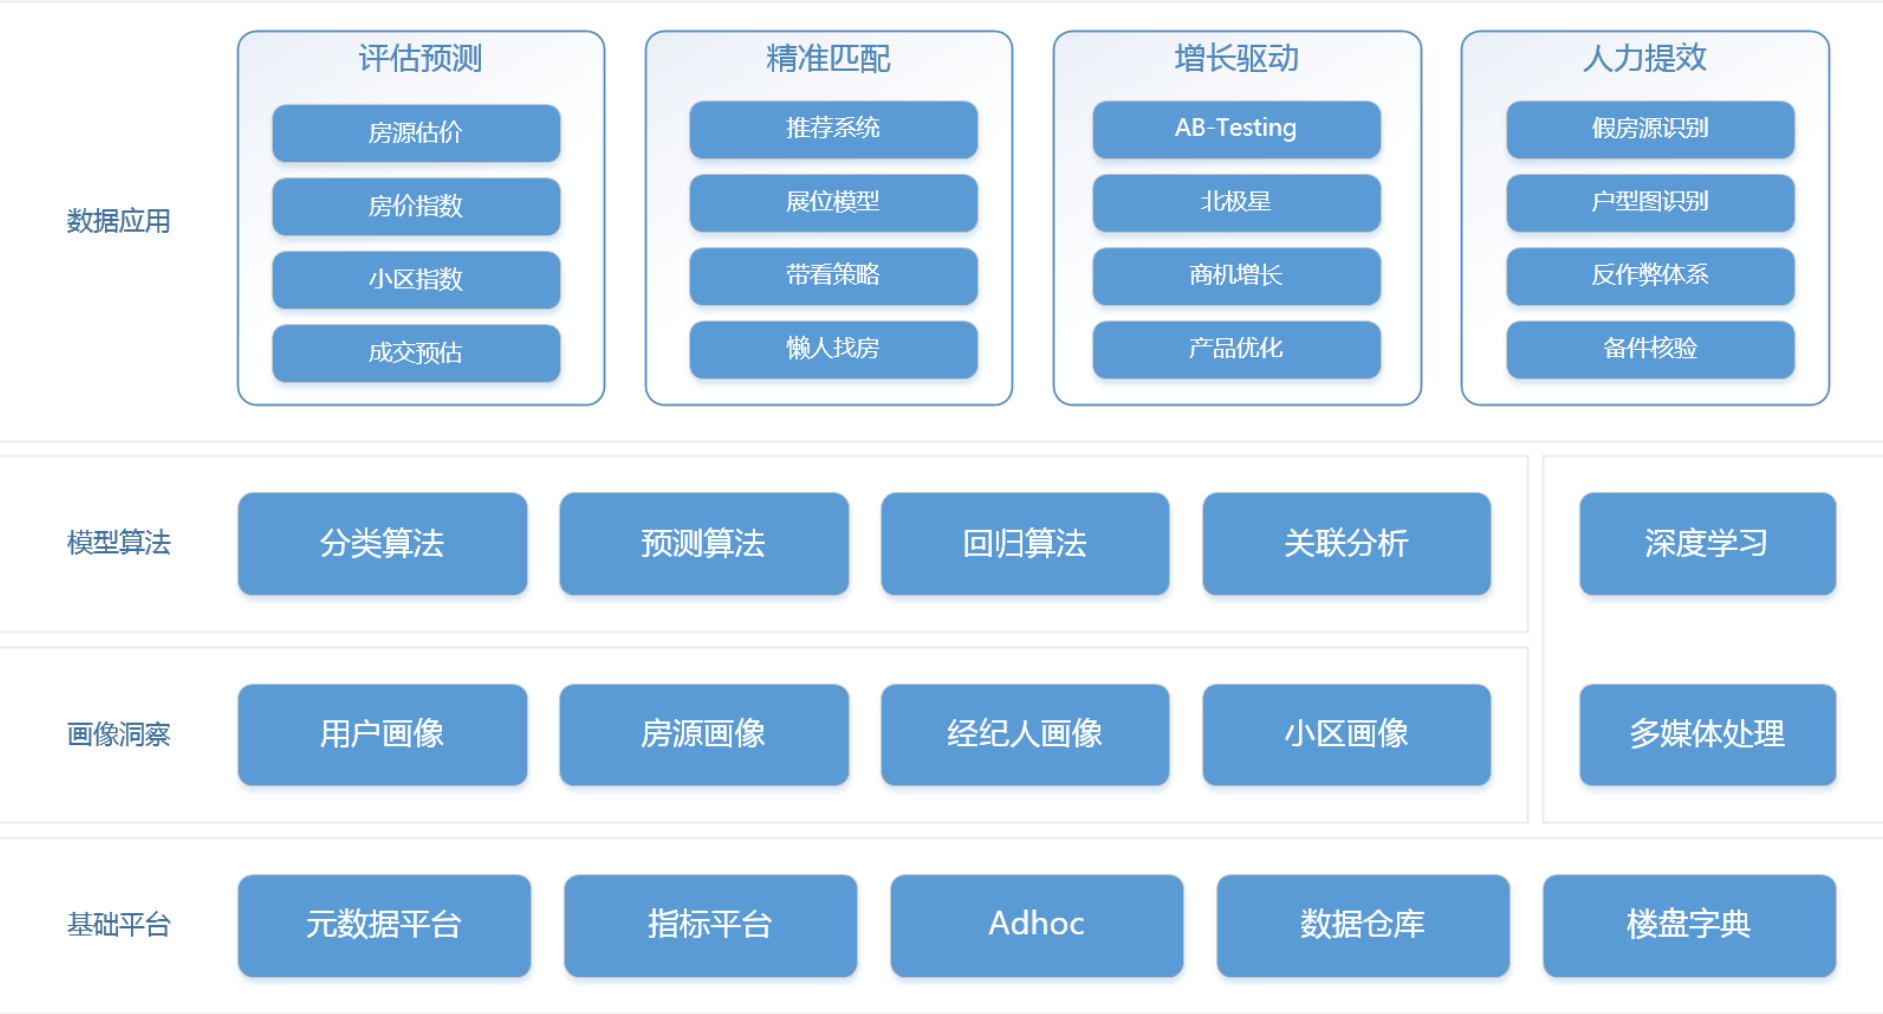 数据应用
评估预测
房源估价
房价指数
小区指数
成交预估
精准匹配
推荐系统
展位模型
带看策略
懒人找房
增长驱动
AB-Testing
北极星
商机增长
产品优化
人力提效
假房源识别
户型图识别
反作弊体系
备件核验
模型算法
分类算法
预测算法
回归算法
关联分析
深度学习
画像洞察
用户画像
房源画像
经纪人画像
小区画像
多媒体处理
基础平台
元数据平台
指标平台
Adhoc
数据仓库
楼盘字典